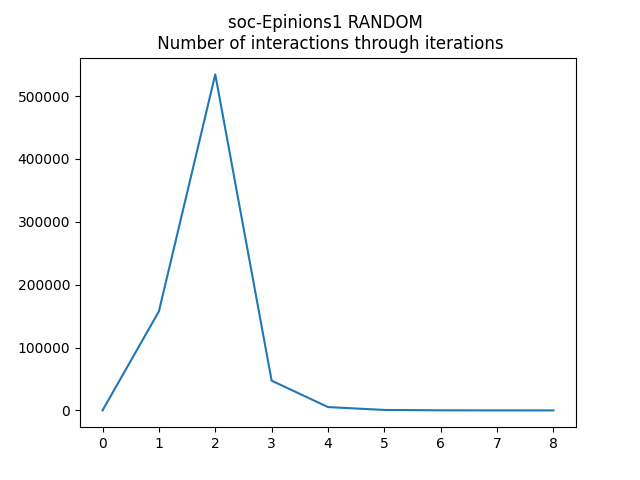 soc-Epinions1 RANDOM
Number of interactions through iterations
500000
400000
300000
200000
100000
0
0 1 2 3 4 5 6 7 8